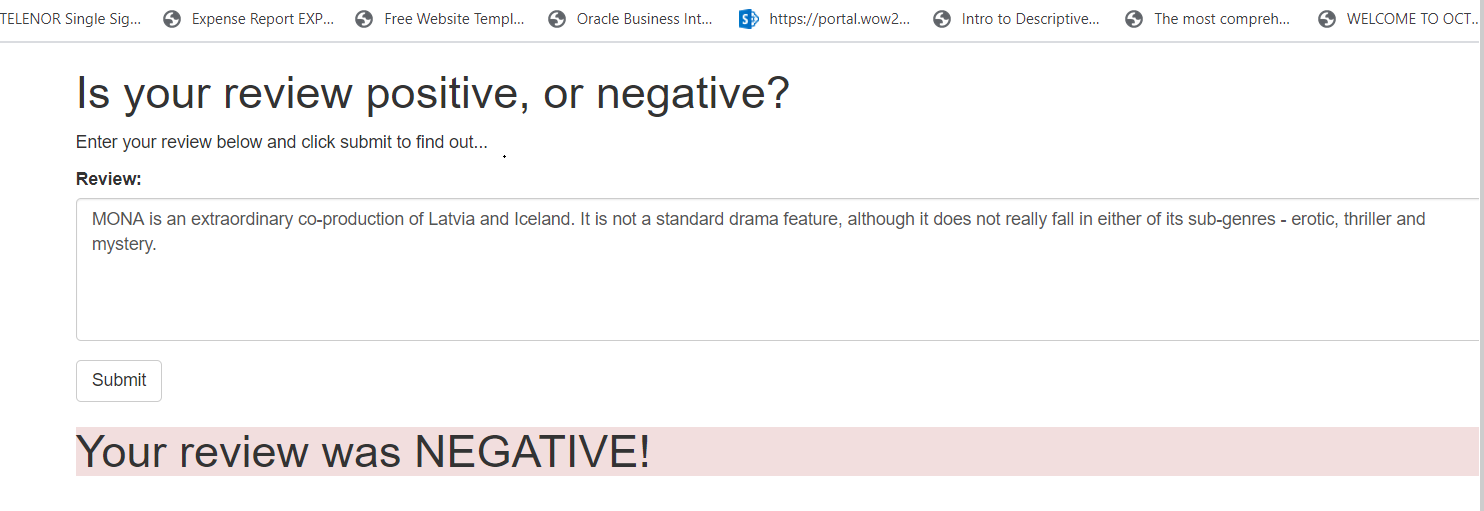 TELENOR Single Sig... Expense Report EXP... Free Website Templ... Oracle Business Int... https://portal.wow2... Intro to Descriptive... The most compreh... WELCOME TO OCT...
Is your review positive, or negative?
Enter your review below and click submit to find out...
Review:
MONA is an extraordinary co-production of Latvia and Iceland. It is not a standard drama feature, although it does not really fall in either of its sub-genres - erotic, thriller and
mystery.
Submit
Your review was NEGATIVE!